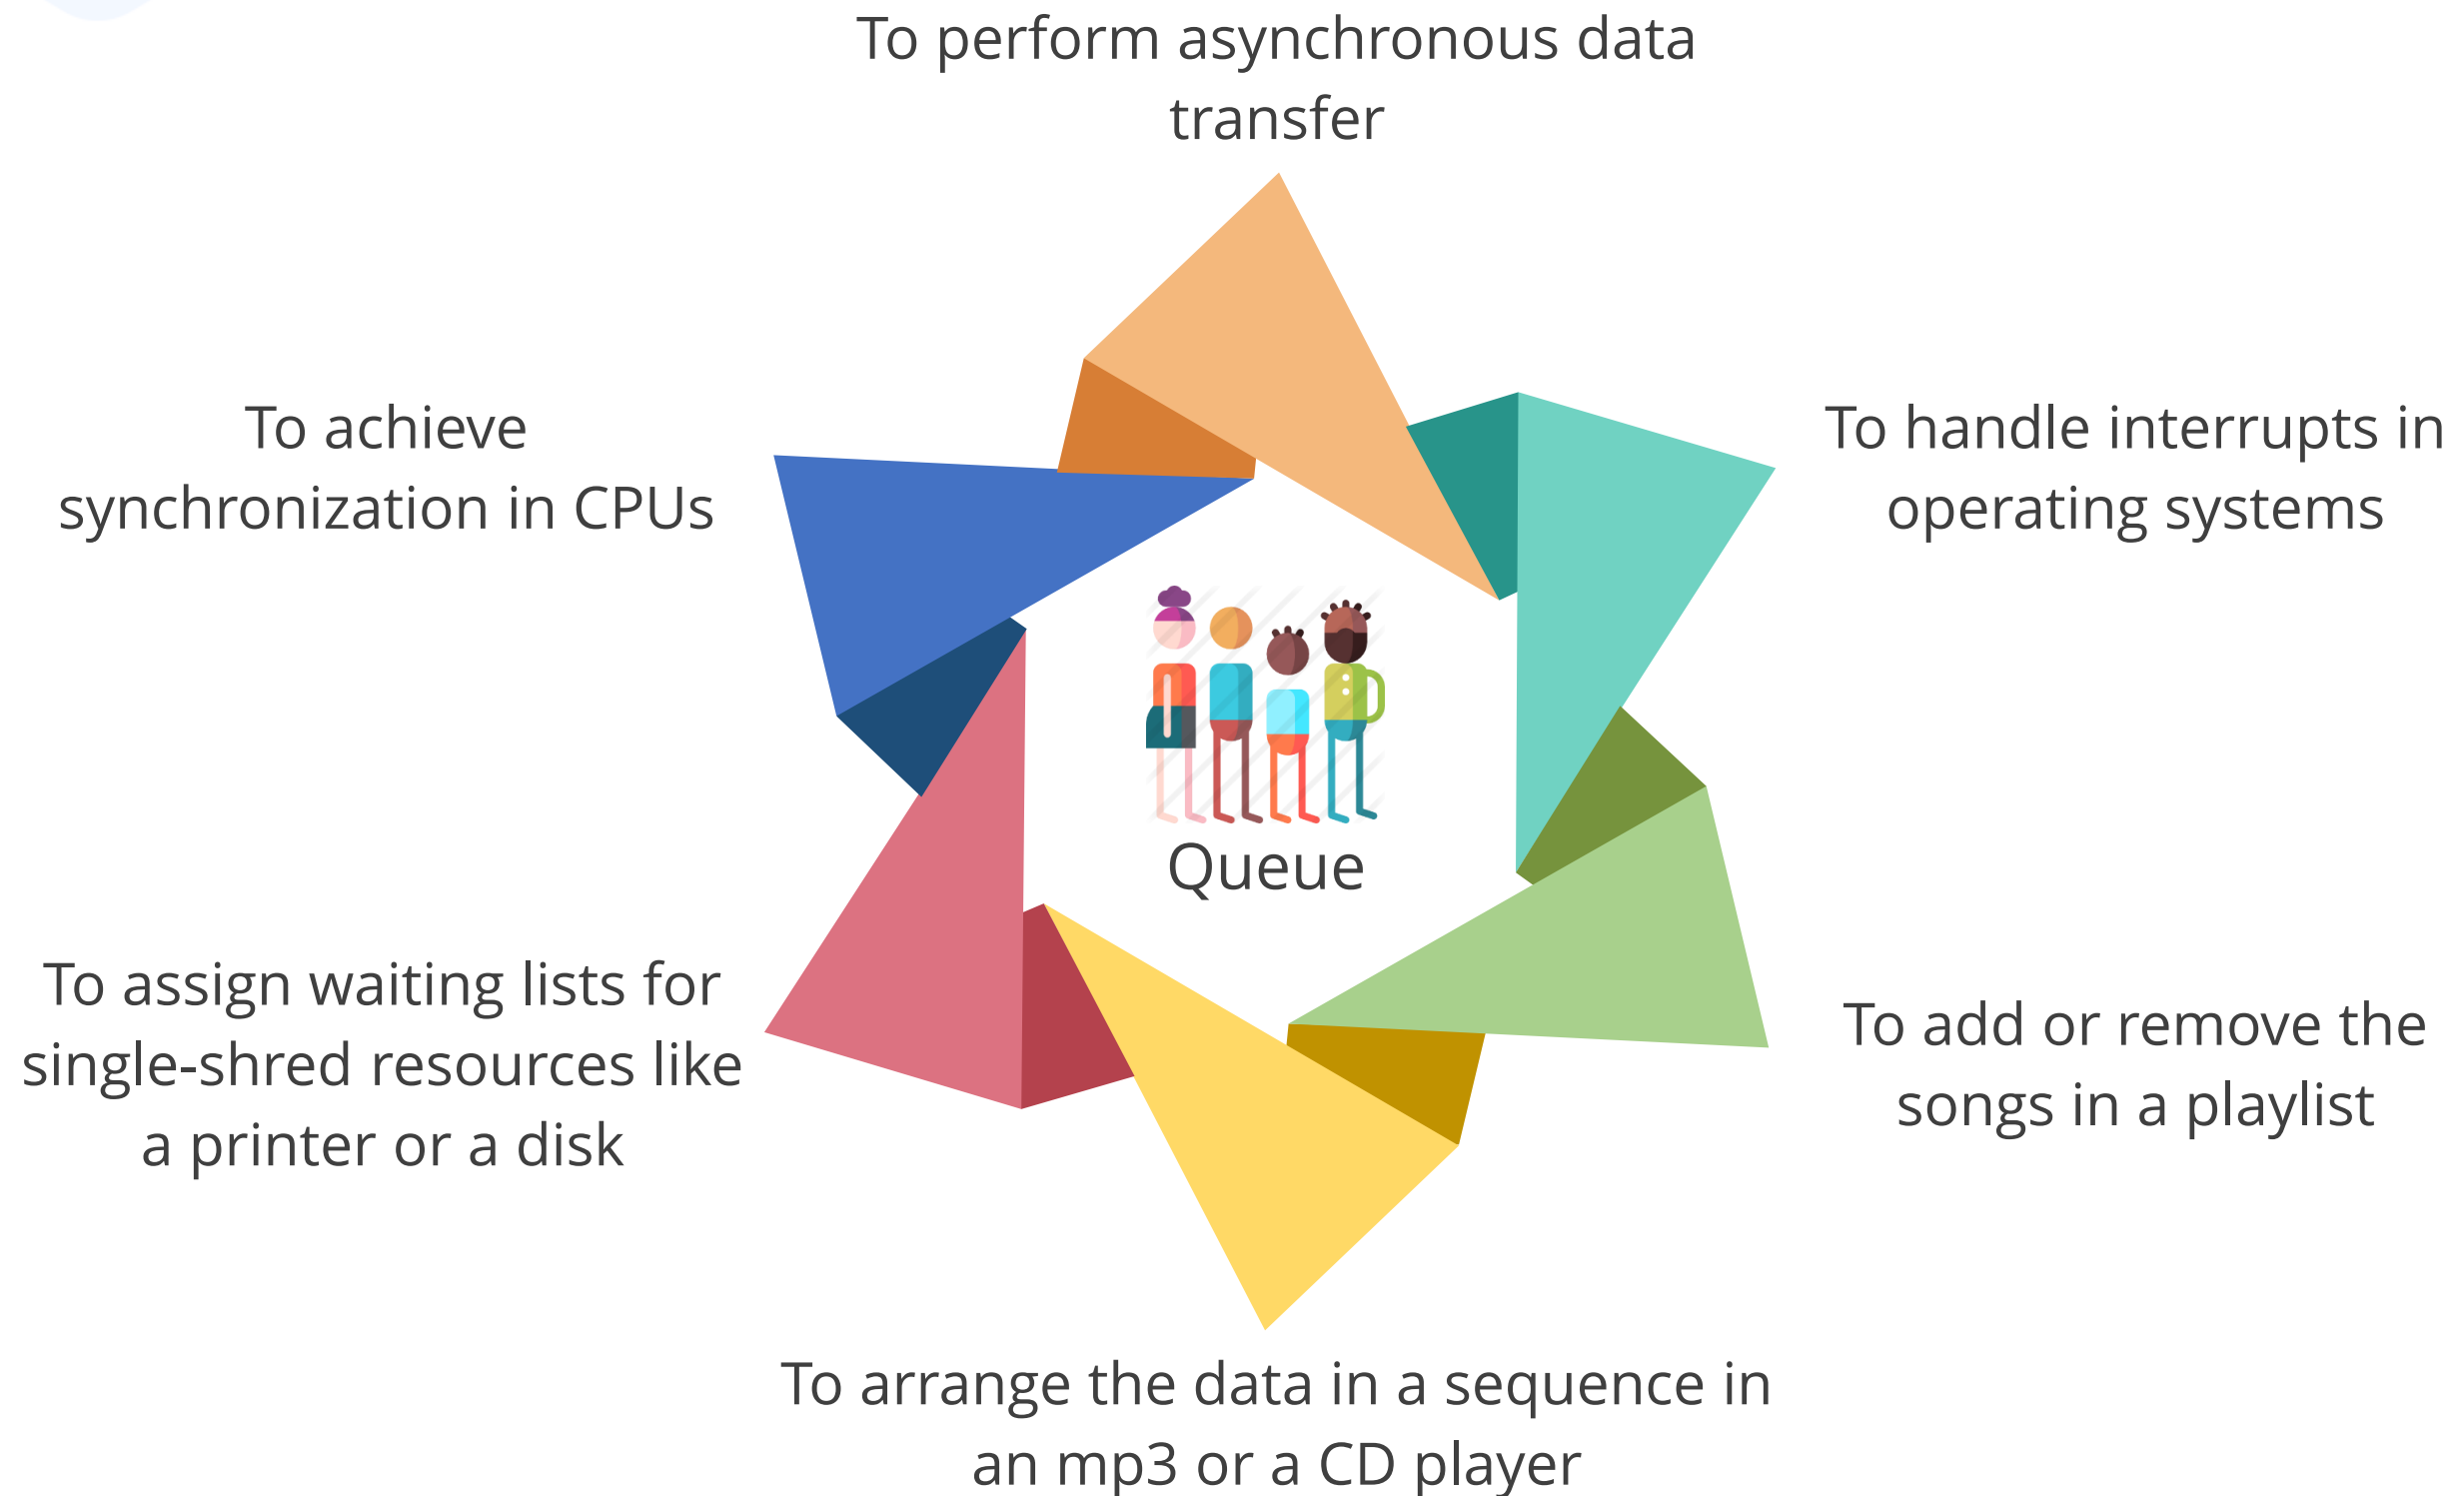 To perform asynchronous data
transfer
To achieve
synchronization in CPUs
To handle interrupts in
operating systems
Queue
To assign waiting lists for
single-shred resources like
a printer or a disk
To add or remove the
songs in a playlist
To arrange the data in a sequence in
an mp3 or a CD player